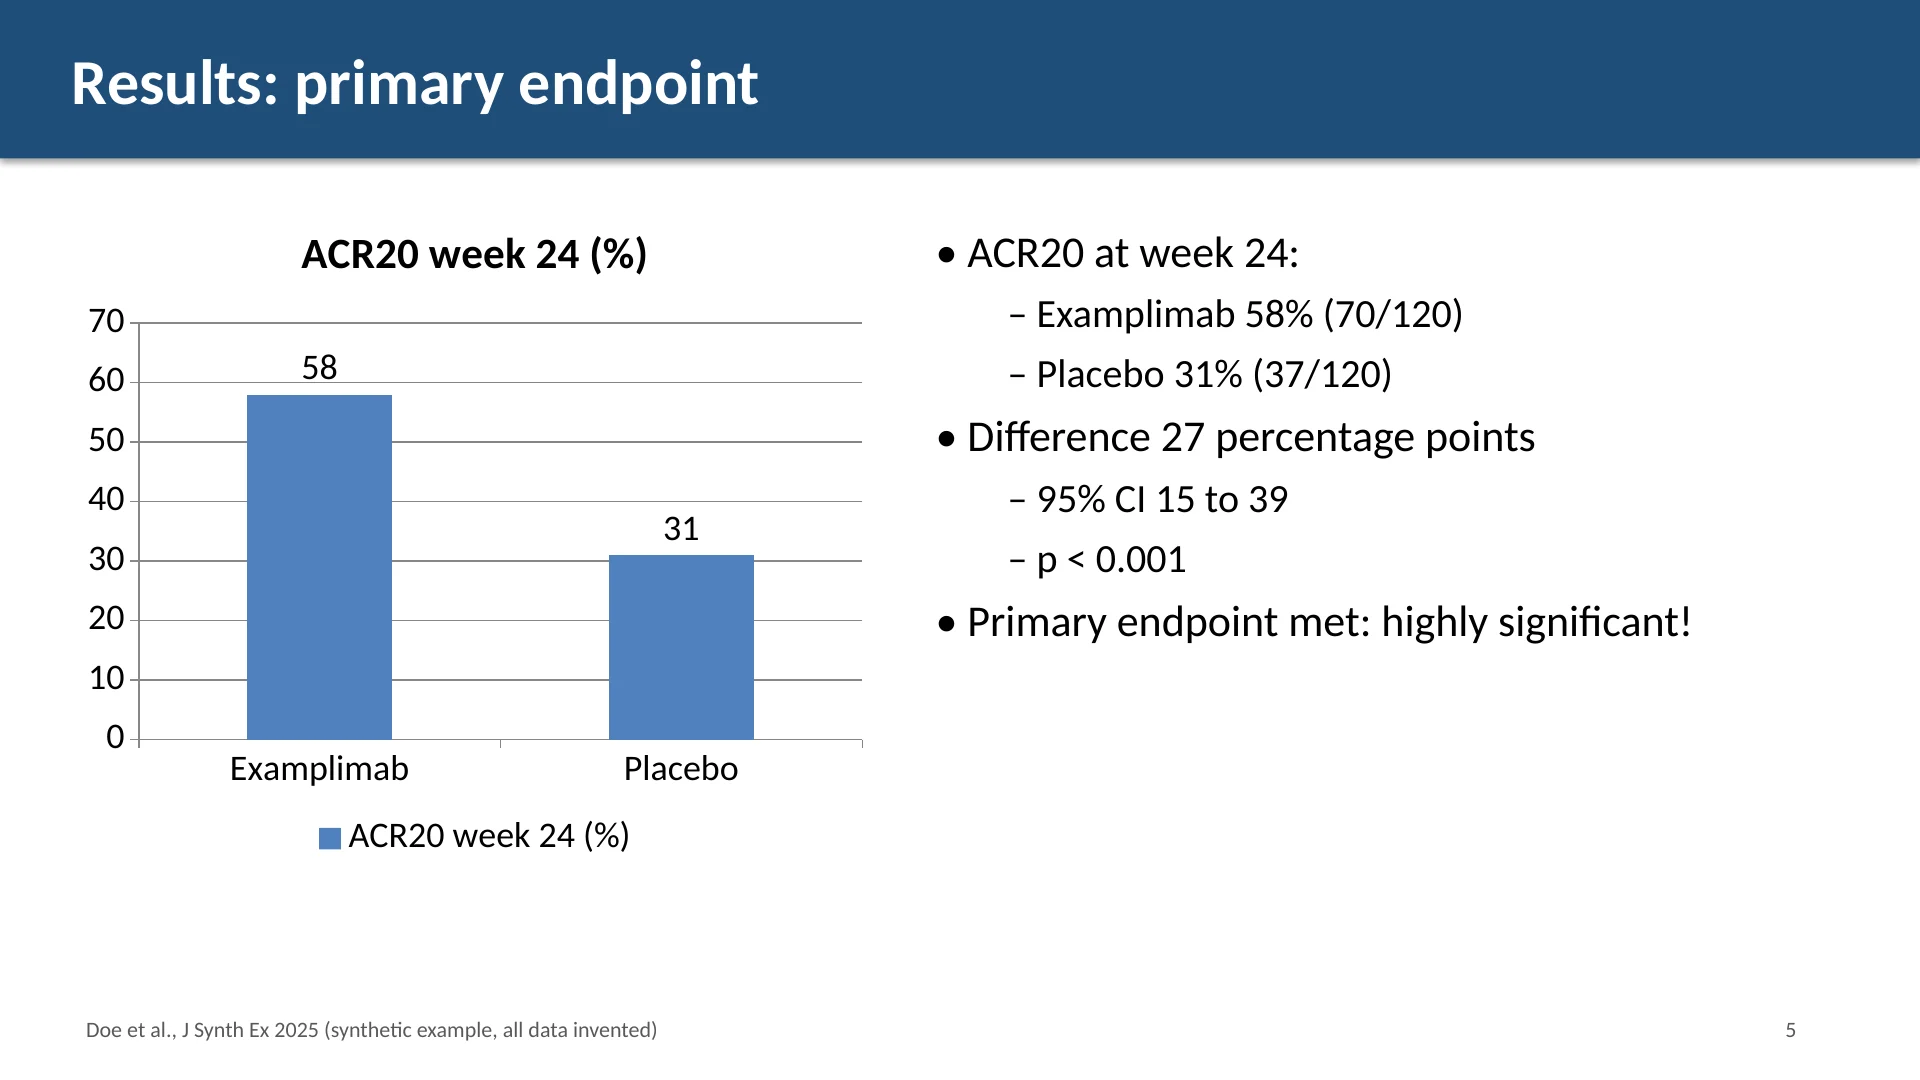 Results: primary endpoint
ACR20 week 24 (%)
70
60
50
40
30
20
10
0
58
31
Examplimab
Placebo
ACR20 week 24 (%)
• ACR20 at week 24:
– Examplimab 58% (70/120)
– Placebo 31% (37/120)
• Difference 27 percentage points
– 95% CI 15 to 39
– p < 0.001
• Primary endpoint met: highly significant!
Doe et al., J Synth Ex 2025 (synthetic example, all data invented)
5